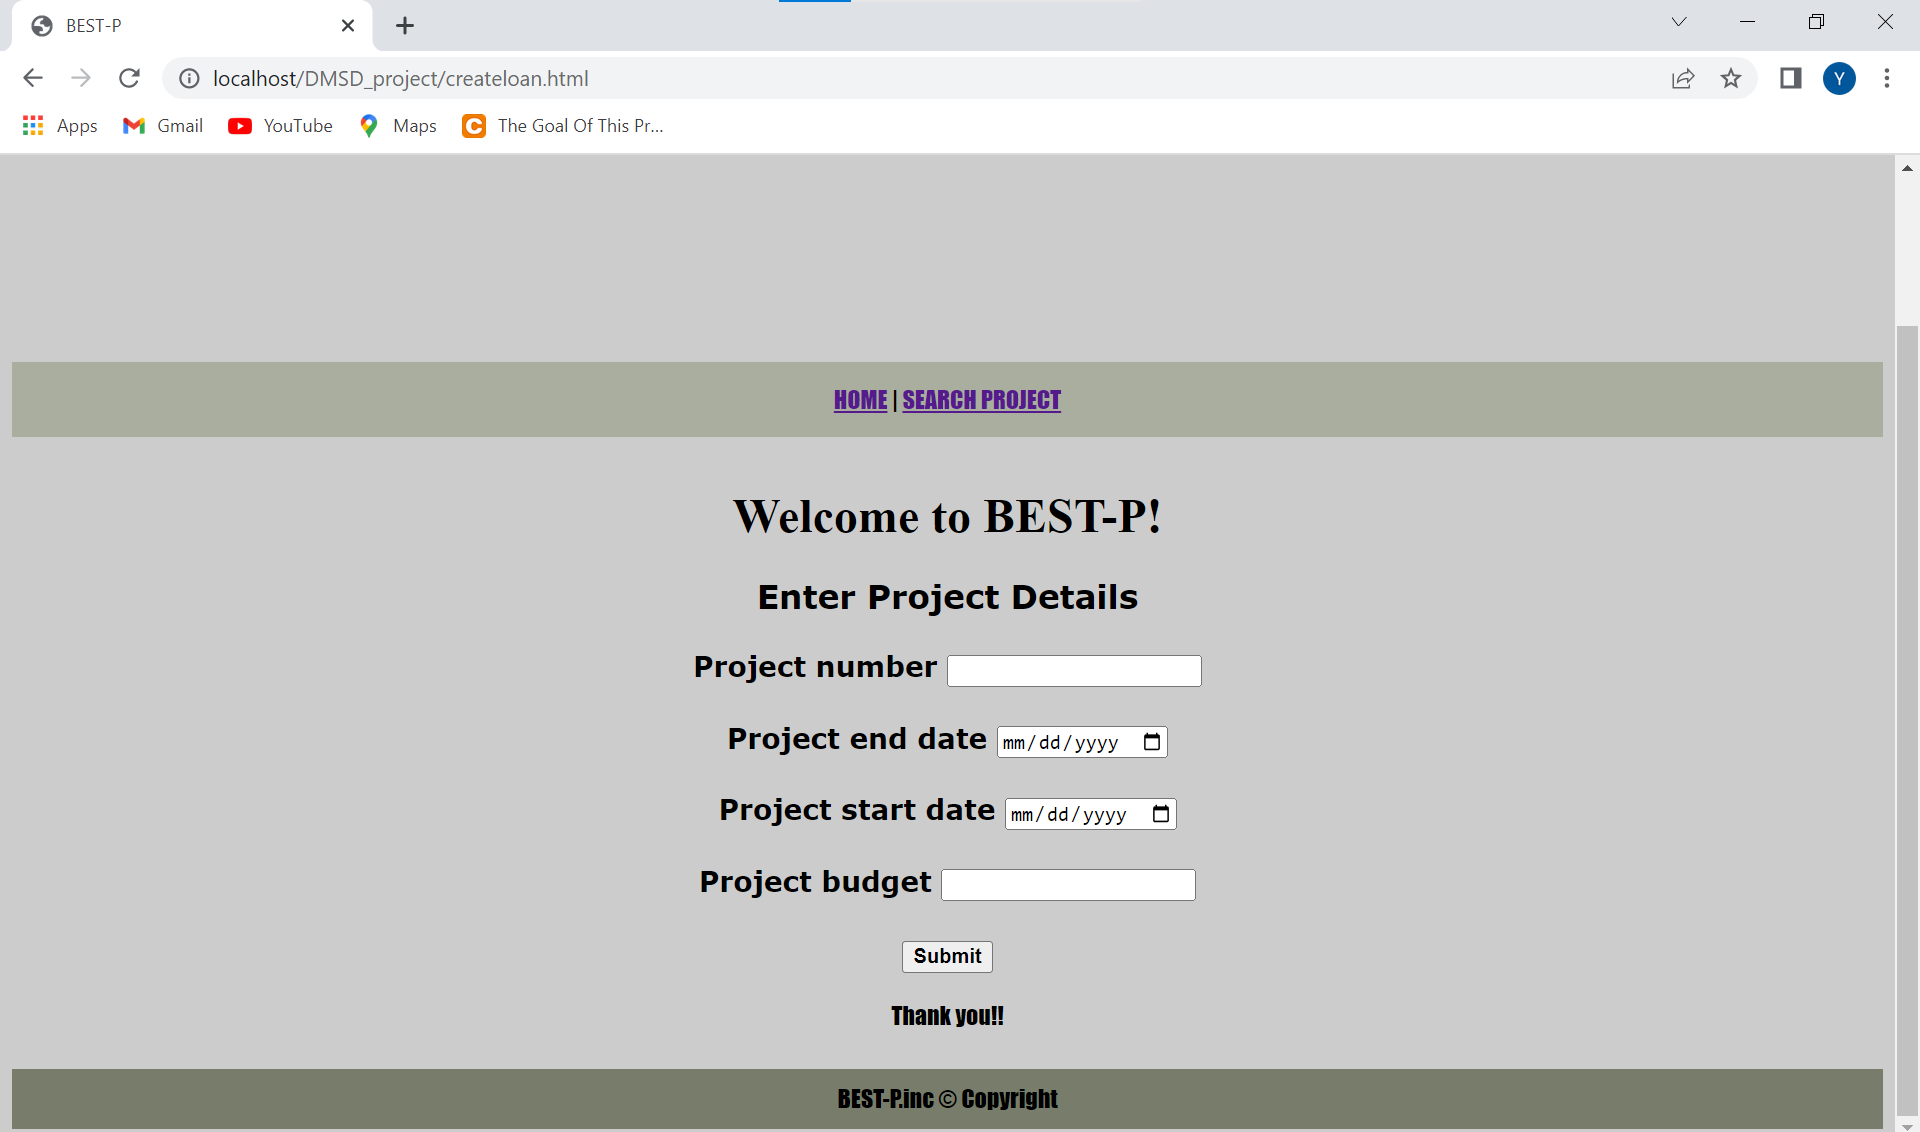 BEST-P
localhost/DMSD_project/createloan.html
Y
Apps Gmail YouTube Maps C The Goal Of This Pr...
HOME | SEARCH PROJECT
Welcome to BEST-P!
Enter Project Details
Project number
Project end date mm/dd/yyyy
Project start date mm/dd/yyyy
Project budget
Submit
Thank you!!
BEST-P.inc © Copyright